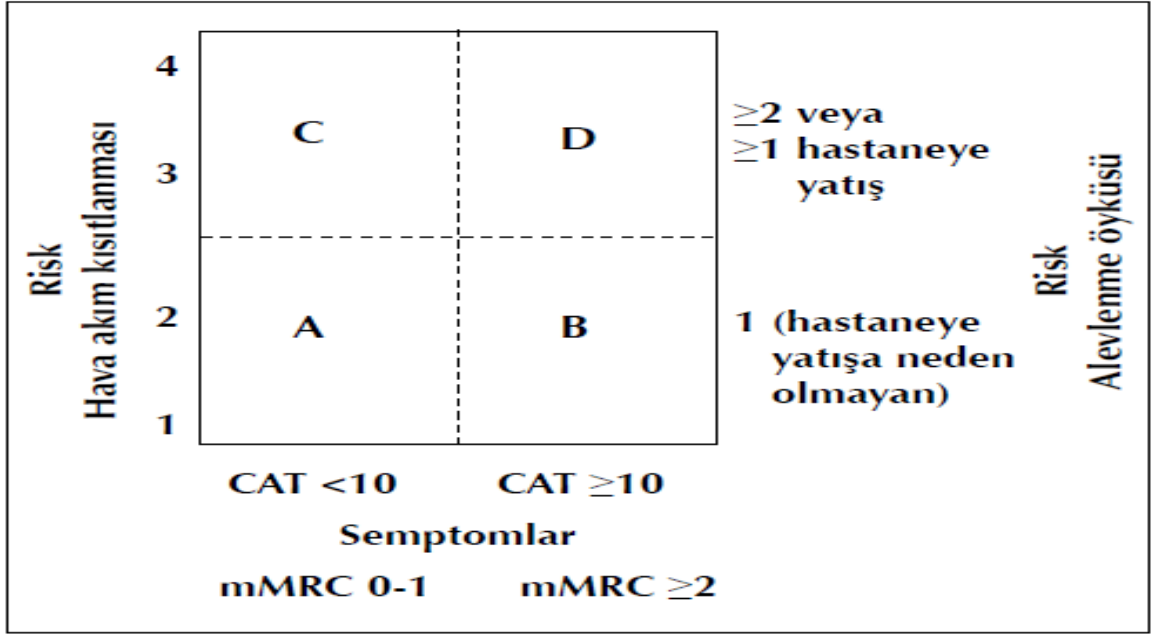 Risk
Hava akım kısıtlanması
4
3
2
1
C
D
A
B
≥2 veya
≥1 hastaneye
yatış
1 (hastaneye
yatışa neden
olmayan)
Risk
Alevlenme öyküsü
CAT <10
CAT ≥10
Semptomlar
mMRC 0-1
mMRC ≥2